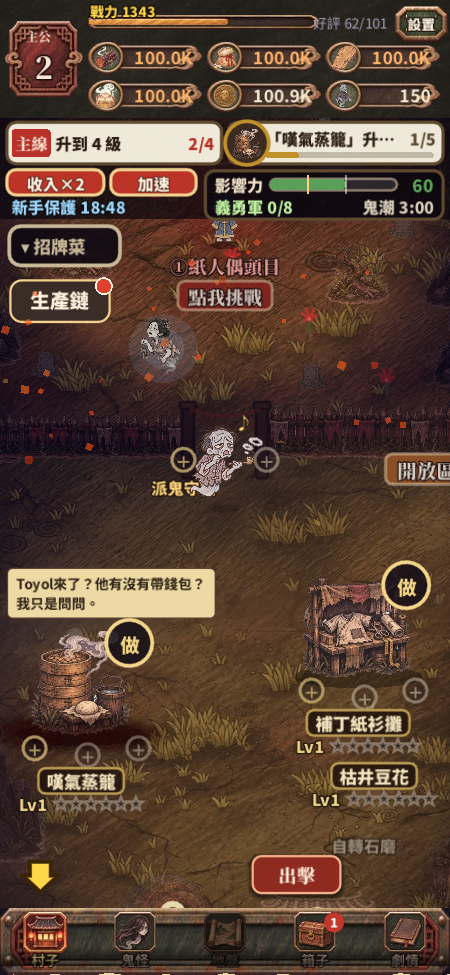 戰力 1343
好評 62/101
設置
主公
2
100.0K
100.0K
100.0K
100.0K
100.9K
150
主線 升到 4 級 2/4
「嘆氣蒸籠」升⋯ 1/5
收入×2
加速
影響力 60
新手保護 18:48
義勇軍 0/8 鬼潮 3:00
▼招牌菜
①紙人偶頭目
點我挑戰
生產鏈
派鬼守
開放區
Toyol來了？他有沒有帶錢包？
我只是問問。
做
做
補丁紙衫攤
Lv1
嘆氣蒸籠
Lv1
枯井豆花
Lv1
自轉石磨
出擊
村子
鬼怪
地盤
箱子
1
劇情